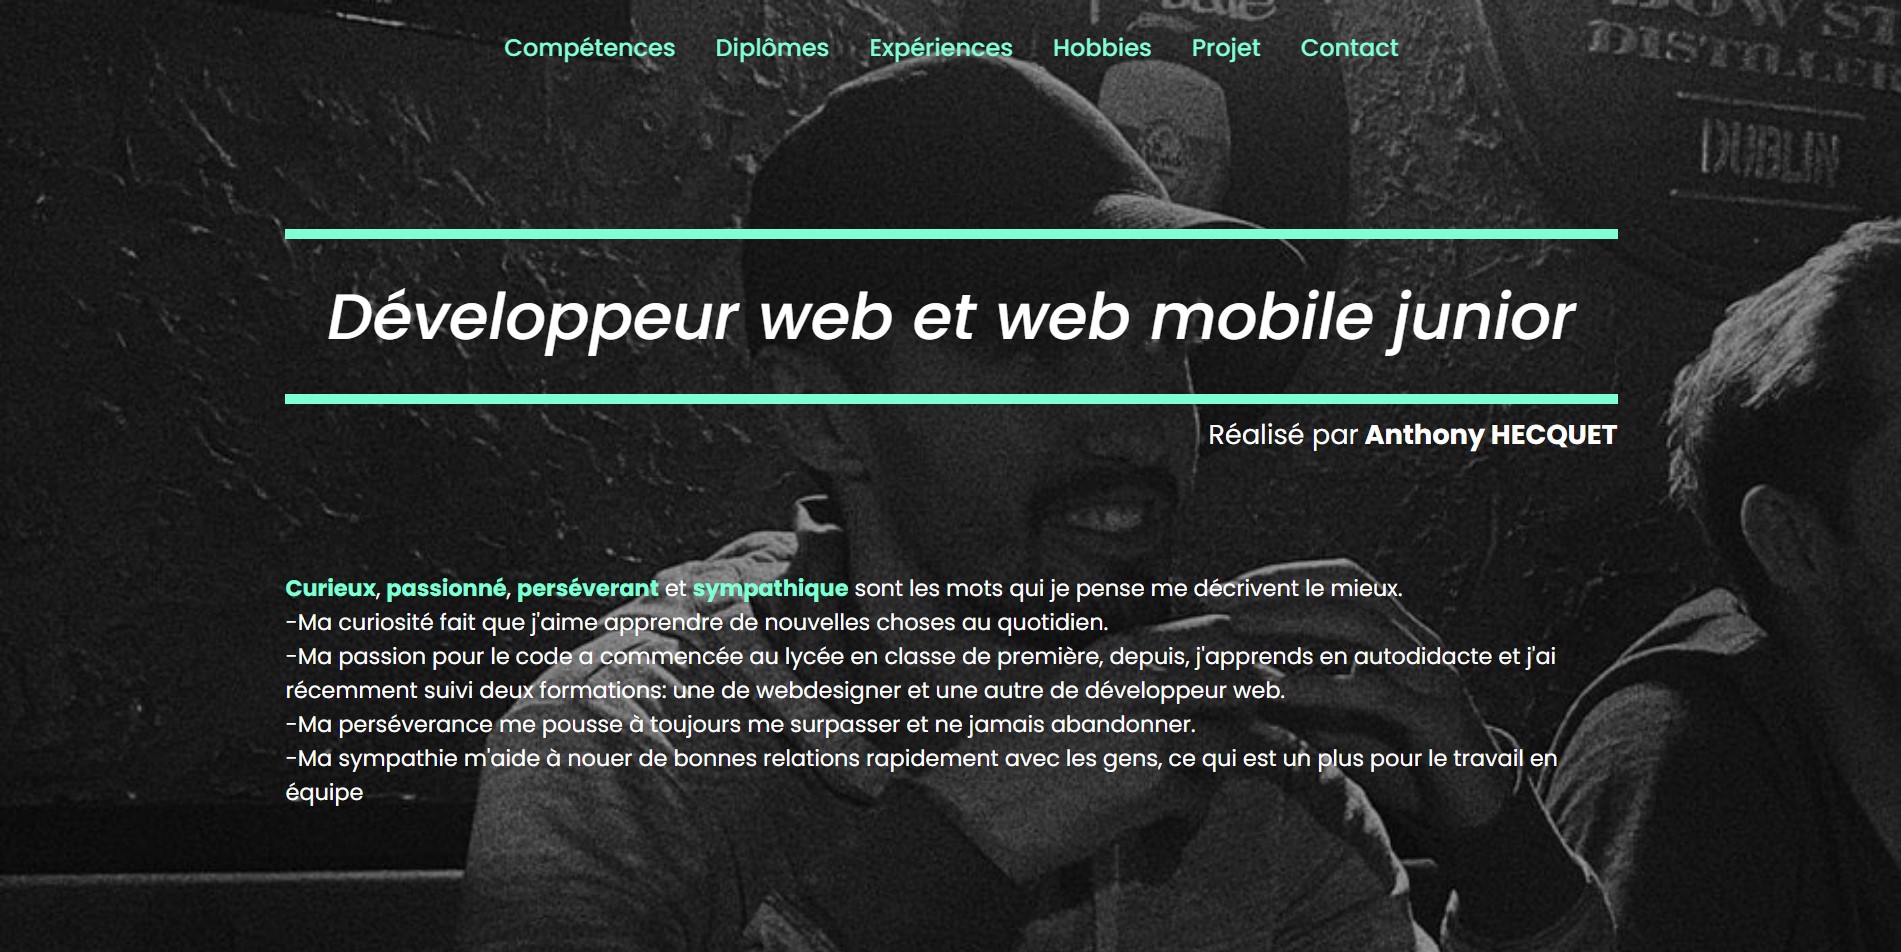 Compétences Diplômes Expériences Hobbies Projet Contact
DISTILLER
DUBLIN
Développeur web et web mobile junior
Réalisé par Anthony HECQUET
Curieux, passionné, perséverant et sympathique sont les mots qui je pense me décrivent le mieux.
-Ma curiosité fait que j'aime apprendre de nouvelles choses au quotidien.
-Ma passion pour le code a commencée au lycée en classe de première, depuis, j'apprends en autodidacte et j'ai
récemment suivi deux formations: une de webdesigner et une autre de développeur web.
-Ma perséverance me pousse à toujours me surpasser et ne jamais abandonner.
-Ma sympathie m'aide à nouer de bonnes relations rapidement avec les gens, ce qui est un plus pour le travail en
équipe